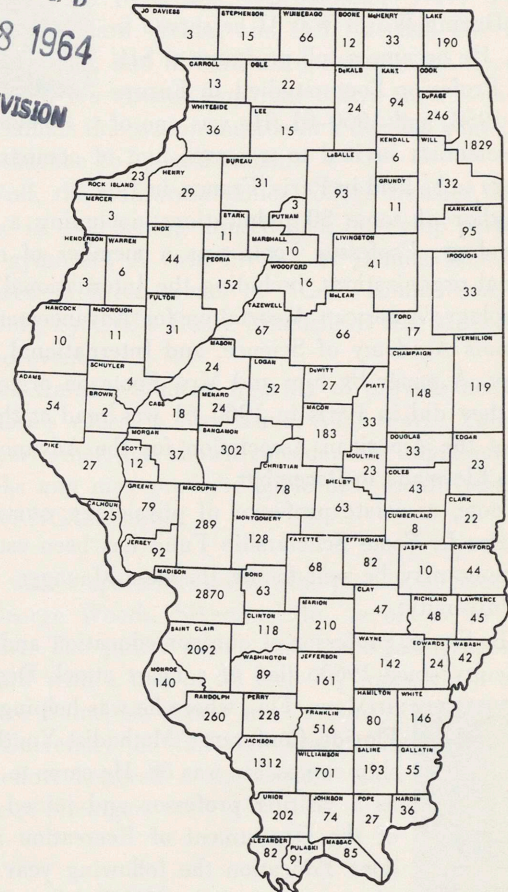 8 1964
VISION
JO DAVIESS STEPHENSON WINNEBAGO BOONE McHENRY LAKE
3 15 66 12 33 190
CARROLL OGLE DeKALB KANE COOK
13 22 24 94 1829
WHITESIDE LEE DuPAGE
36 15 246
KENDALL WILL
6 132
ROCK ISLAND HENRY BUREAU LaSALLE GRUNDY
23 29 31 93 11
MERCER STARK PUTNAM KANKAKEE
3 11 3 95
HENDERSON WARREN KNOX PEORIA MARSHALL LIVINGSTON IROQUOIS
3 6 44 152 10 41 33
WOODFORD
16
HANCOCK McDONOUGH FULTON TAZEWELL McLEAN FORD
10 11 31 67 66 17
VERMILION
119
SCHUYLER MASON LOGAN DeWITT PIATT CHAMPAIGN
4 24 52 27 33 148
ADAMS BROWN CASS MENARD MACON
54 2 18 24 183
DOUGLAS EDGAR
33 23
PIKE SCOTT MORGAN SANGAMON CHRISTIAN MOULTRIE COLES
27 12 37 302 78 23 43
GREENE MACOUPIN SHELBY CUMBERLAND CLARK
79 289 63 8 22
CALHOUN JERSEY MONTGOMERY
25 92 128
FAYETTE EFFINGHAM JASPER CRAWFORD
68 82 10 44
MADISON BOND CLAY RICHLAND LAWRENCE
2870 63 47 48 45
SAINT CLAIR CLINTON MARION
2092 118 210
WAYNE EDWARDS WABASH
142 24 42
MONROE WASHINGTON JEFFERSON
140 89 161
RANDOLPH PERRY FRANKLIN HAMILTON WHITE
260 228 516 80 146
JACKSON WILLIAMSON SALINE GALLATIN
1312 701 193 55
UNION JOHNSON POPE HARDIN
202 74 27 36
ALEXANDER PULASKI MASSAC
82 91 85